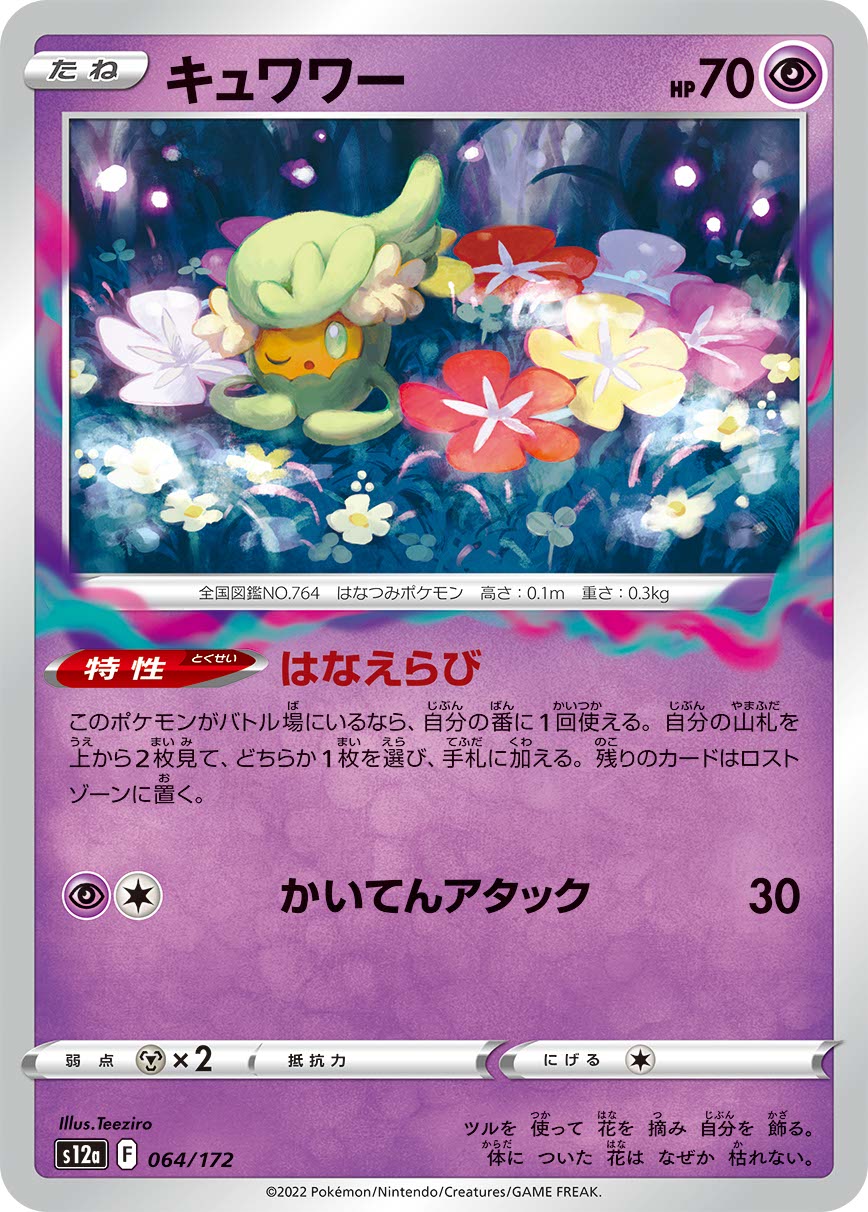 たね キュワワー HP70
全国図鑑NO.764 はなつみポケモン 高さ:0.1m 重さ:0.3kg
特性 とくせい はなえらび
このポケモンがバトル場にいるなら、自分の番に1回使える。自分の山札を
上から2枚見て、どちらか1枚を選び、手札に加える。残りのカードはロスト
ゾーンに置く。
かいてんアタック 30
弱点 ×2 抵抗力 にげる
Illus.Teeziro
ツルを 使って 花を 摘み 自分を 飾る。
体に ついた 花は なぜか 枯れない。
s12a F 064/172
©2022 Pokémon/Nintendo/Creatures/GAME FREAK.